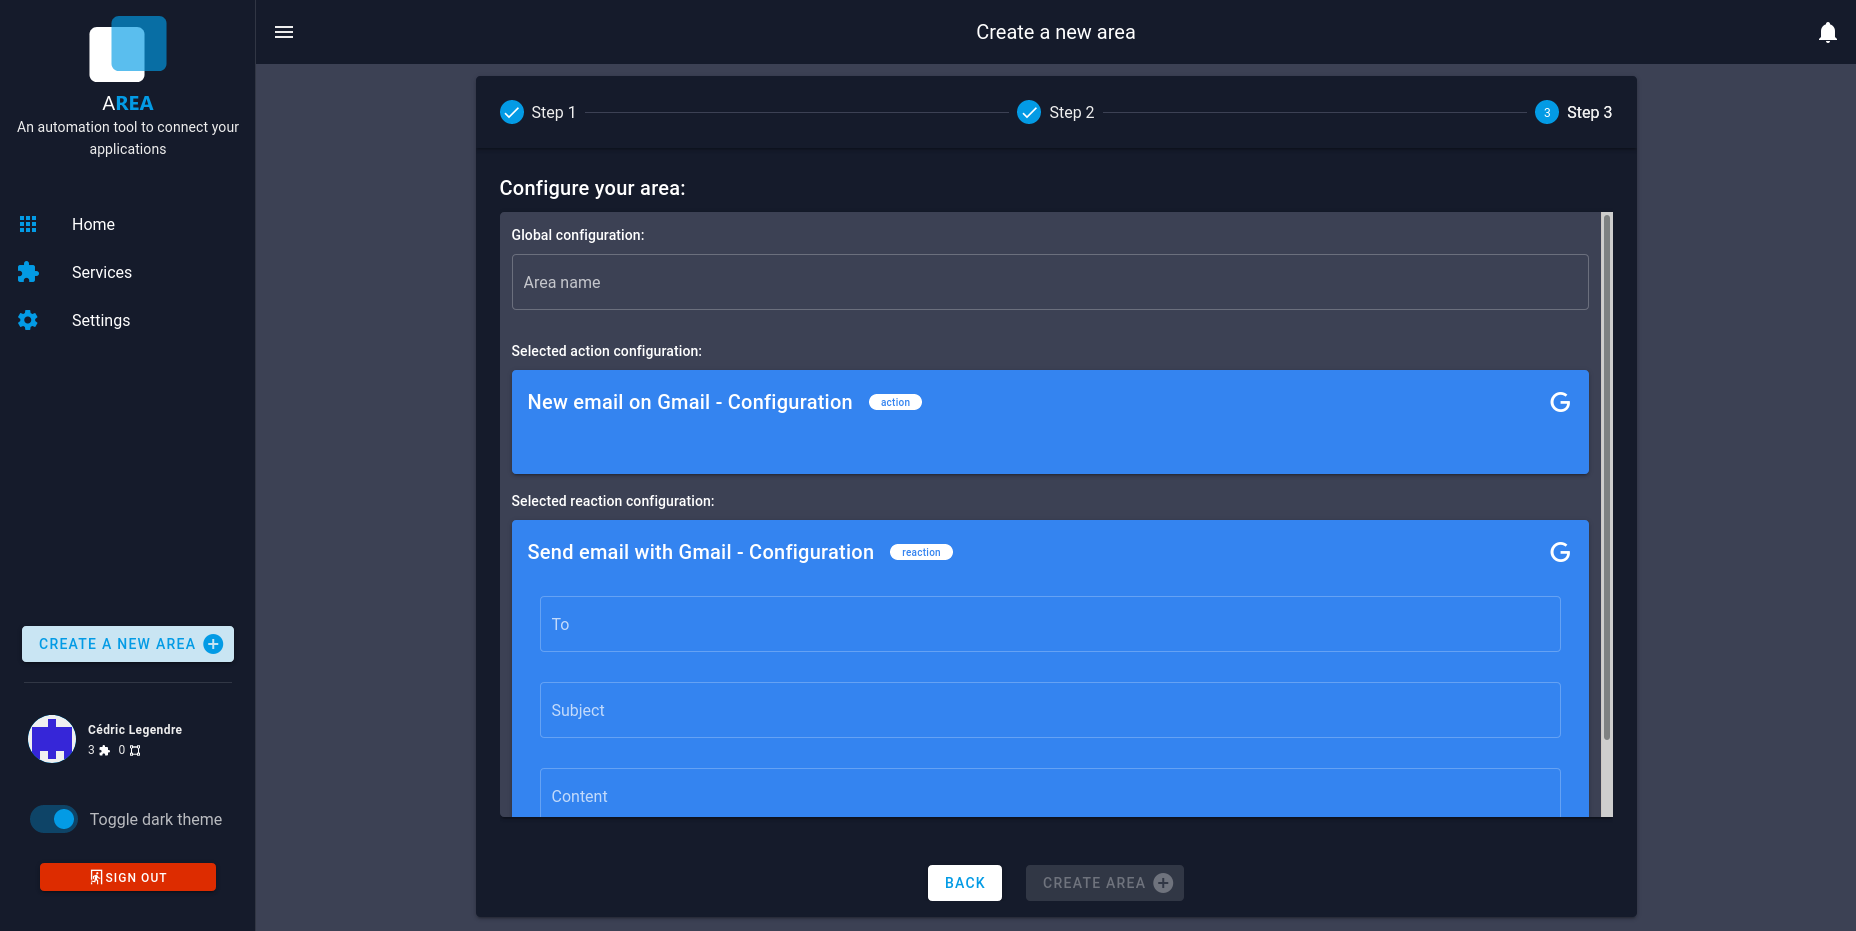 AREA
An automation tool to connect your
applications
Home
Services
Settings
CREATE A NEW AREA
Cédric Legendre
3 0
Toggle dark theme
SIGN OUT
Create a new area
Step 1
Step 2
3 Step 3
Configure your area:
Global configuration:
Area name
Selected action configuration:
New email on Gmail - Configuration action
G
Selected reaction configuration:
Send email with Gmail - Configuration reaction
G
To
Subject
Content
BACK
CREATE AREA